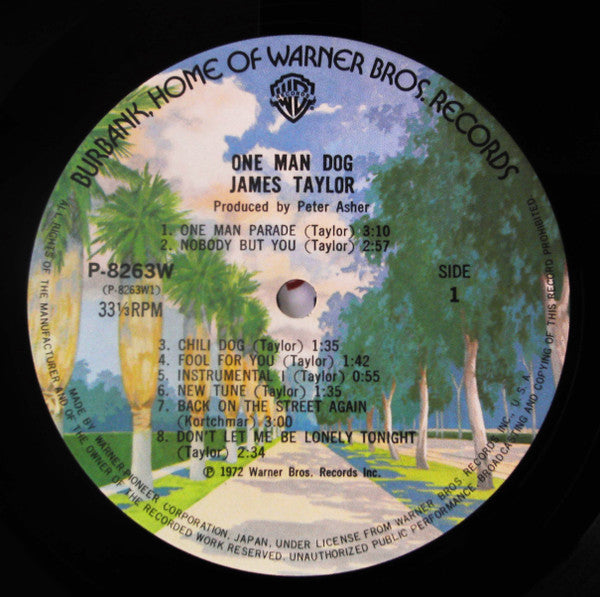 BURBANK, HOME OF WARNER BROS. RECORDS
WB
RECORDS
ONE MAN DOG
JAMES TAYLOR
Produced by Peter Asher
1. ONE MAN PARADE (Taylor) 3:10
2. NOBODY BUT YOU (Taylor) 2:57
P-8263W
(P-8263W1)
33⅓RPM
SIDE
1
3. CHILI DOG (Taylor) 1:35
4. FOOL FOR YOU (Taylor) 1:42
5. INSTRUMENTAL I (Taylor) 0:55
6. NEW TUNE (Taylor) 1:35
7. BACK ON THE STREET AGAIN
(Kortchmar) 3:00
8. DON'T LET ME BE LONELY TONIGHT
(Taylor) 2:34
℗ 1972 Warner Bros. Records Inc.
MADE BY WARNER-PIONEER CORPORATION, JAPAN, UNDER LICENSE FROM WARNER BROS. RECORDS INC., U.S.A.
ALL RIGHTS OF THE MANUFACTURER AND OF THE OWNER OF THE RECORDED WORK RESERVED. UNAUTHORIZED PUBLIC PERFORMANCE, BROADCASTING AND COPYING OF THIS RECORD PROHIBITED.